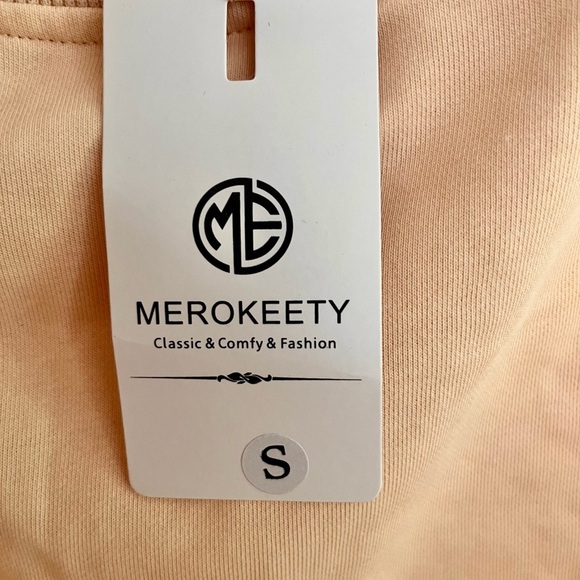 ME
MEROKEETY
Classic & Comfy & Fashion
S